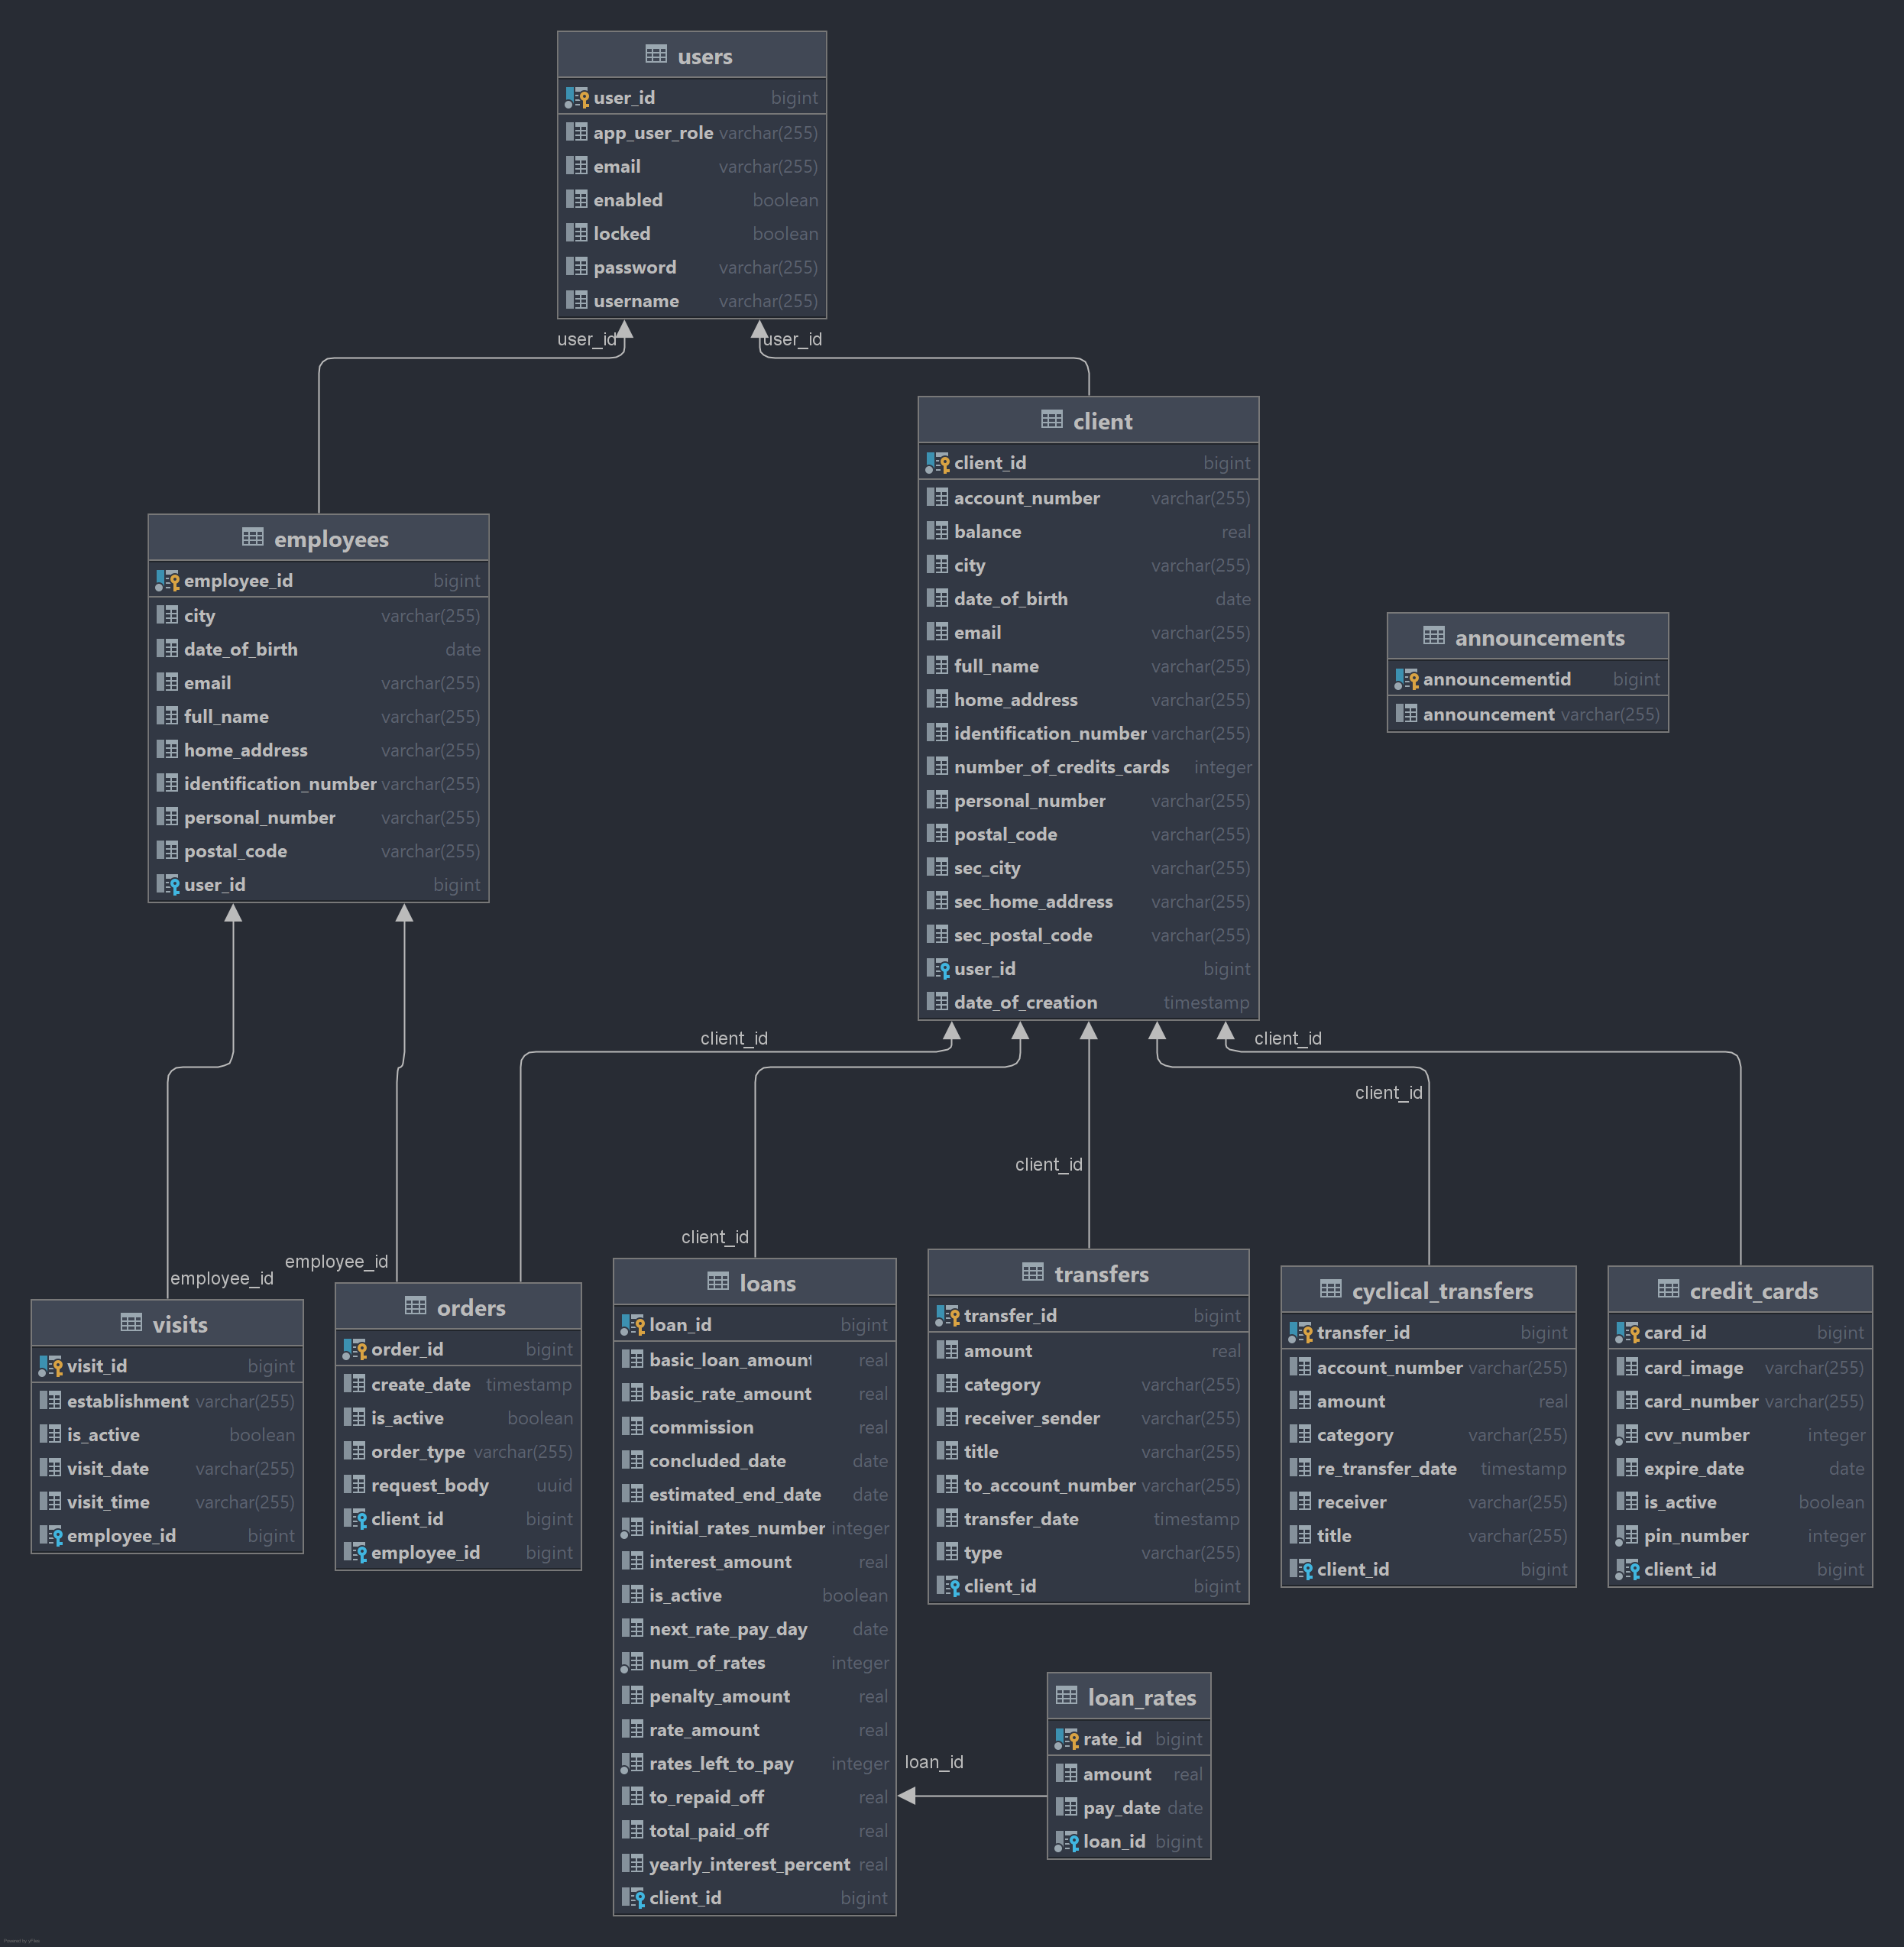 users
user_id bigint
app_user_role varchar(255)
email varchar(255)
enabled boolean
locked boolean
password varchar(255)
username varchar(255)
user_id
user_id
client
client_id bigint
account_number varchar(255)
balance real
city varchar(255)
date_of_birth date
email varchar(255)
full_name varchar(255)
home_address varchar(255)
identification_number varchar(255)
number_of_credits_cards integer
personal_number varchar(255)
postal_code varchar(255)
sec_city varchar(255)
sec_home_address varchar(255)
sec_postal_code varchar(255)
user_id bigint
date_of_creation timestamp
employees
employee_id bigint
city varchar(255)
date_of_birth date
email varchar(255)
full_name varchar(255)
home_address varchar(255)
identification_number varchar(255)
personal_number varchar(255)
postal_code varchar(255)
user_id bigint
announcements
announcementid bigint
announcement varchar(255)
client_id
client_id
client_id
client_id
client_id
employee_id
employee_id
visits
visit_id bigint
establishment varchar(255)
is_active boolean
visit_date varchar(255)
visit_time varchar(255)
employee_id bigint
orders
order_id bigint
create_date timestamp
is_active boolean
order_type varchar(255)
request_body uuid
client_id bigint
employee_id bigint
loans
loan_id bigint
basic_loan_amount real
basic_rate_amount real
commission real
concluded_date date
estimated_end_date date
initial_rates_number integer
interest_amount real
is_active boolean
next_rate_pay_day date
num_of_rates integer
penalty_amount real
rate_amount real
rates_left_to_pay integer
to_repaid_off real
total_paid_off real
yearly_interest_percent real
client_id bigint
transfers
transfer_id bigint
amount real
category varchar(255)
receiver_sender varchar(255)
title varchar(255)
to_account_number varchar(255)
transfer_date timestamp
type varchar(255)
client_id bigint
cyclical_transfers
transfer_id bigint
account_number varchar(255)
amount real
category varchar(255)
re_transfer_date timestamp
receiver varchar(255)
title varchar(255)
client_id bigint
credit_cards
card_id bigint
card_image varchar(255)
card_number varchar(255)
cvv_number integer
expire_date date
is_active boolean
pin_number integer
client_id bigint
loan_id
loan_rates
rate_id bigint
amount real
pay_date date
loan_id bigint
Powered by yFiles